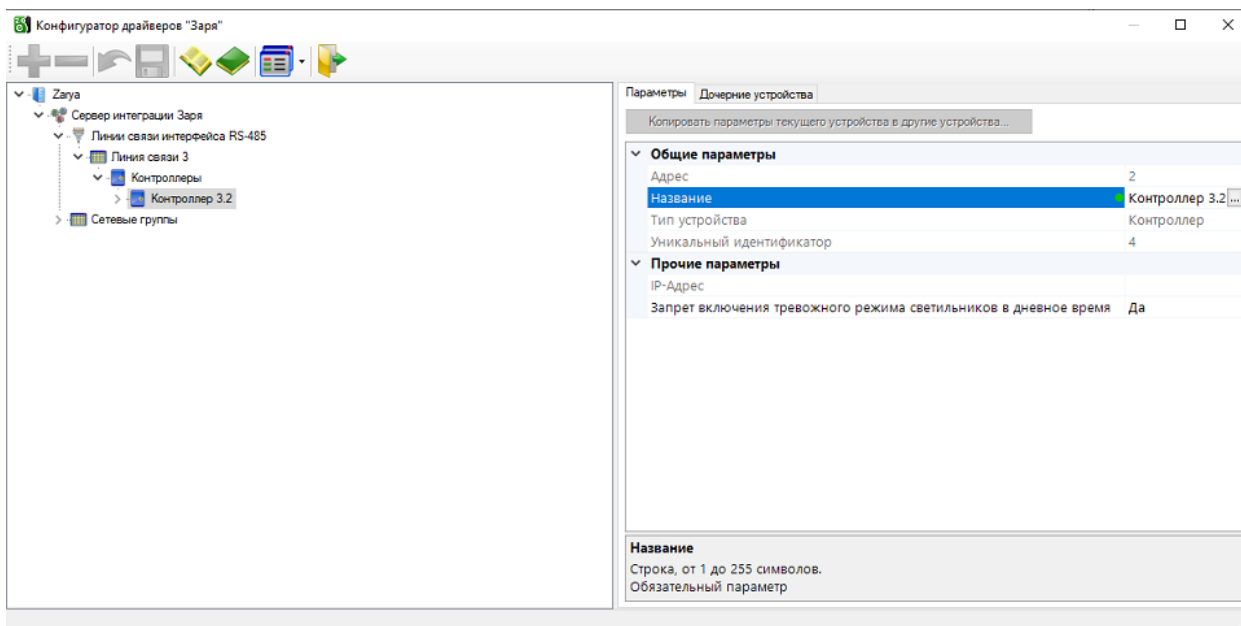 Конфигуратор драйверов "Заря"
Zarya
Сервер интеграции Заря
Линии связи интерфейса RS-485
Линия связи 3
Контроллеры
Контроллер 3.2
Сетевые группы
Параметры Дочерние устройства
Копировать параметры текущего устройства в другие устройства...
Общие параметры
Адрес 2
Название Контроллер 3.2 ...
Тип устройства Контроллер
Уникальный идентификатор 4
Прочие параметры
IP-Адрес
Запрет включения тревожного режима светильников в дневное время Да
Название
Строка, от 1 до 255 символов.
Обязательный параметр